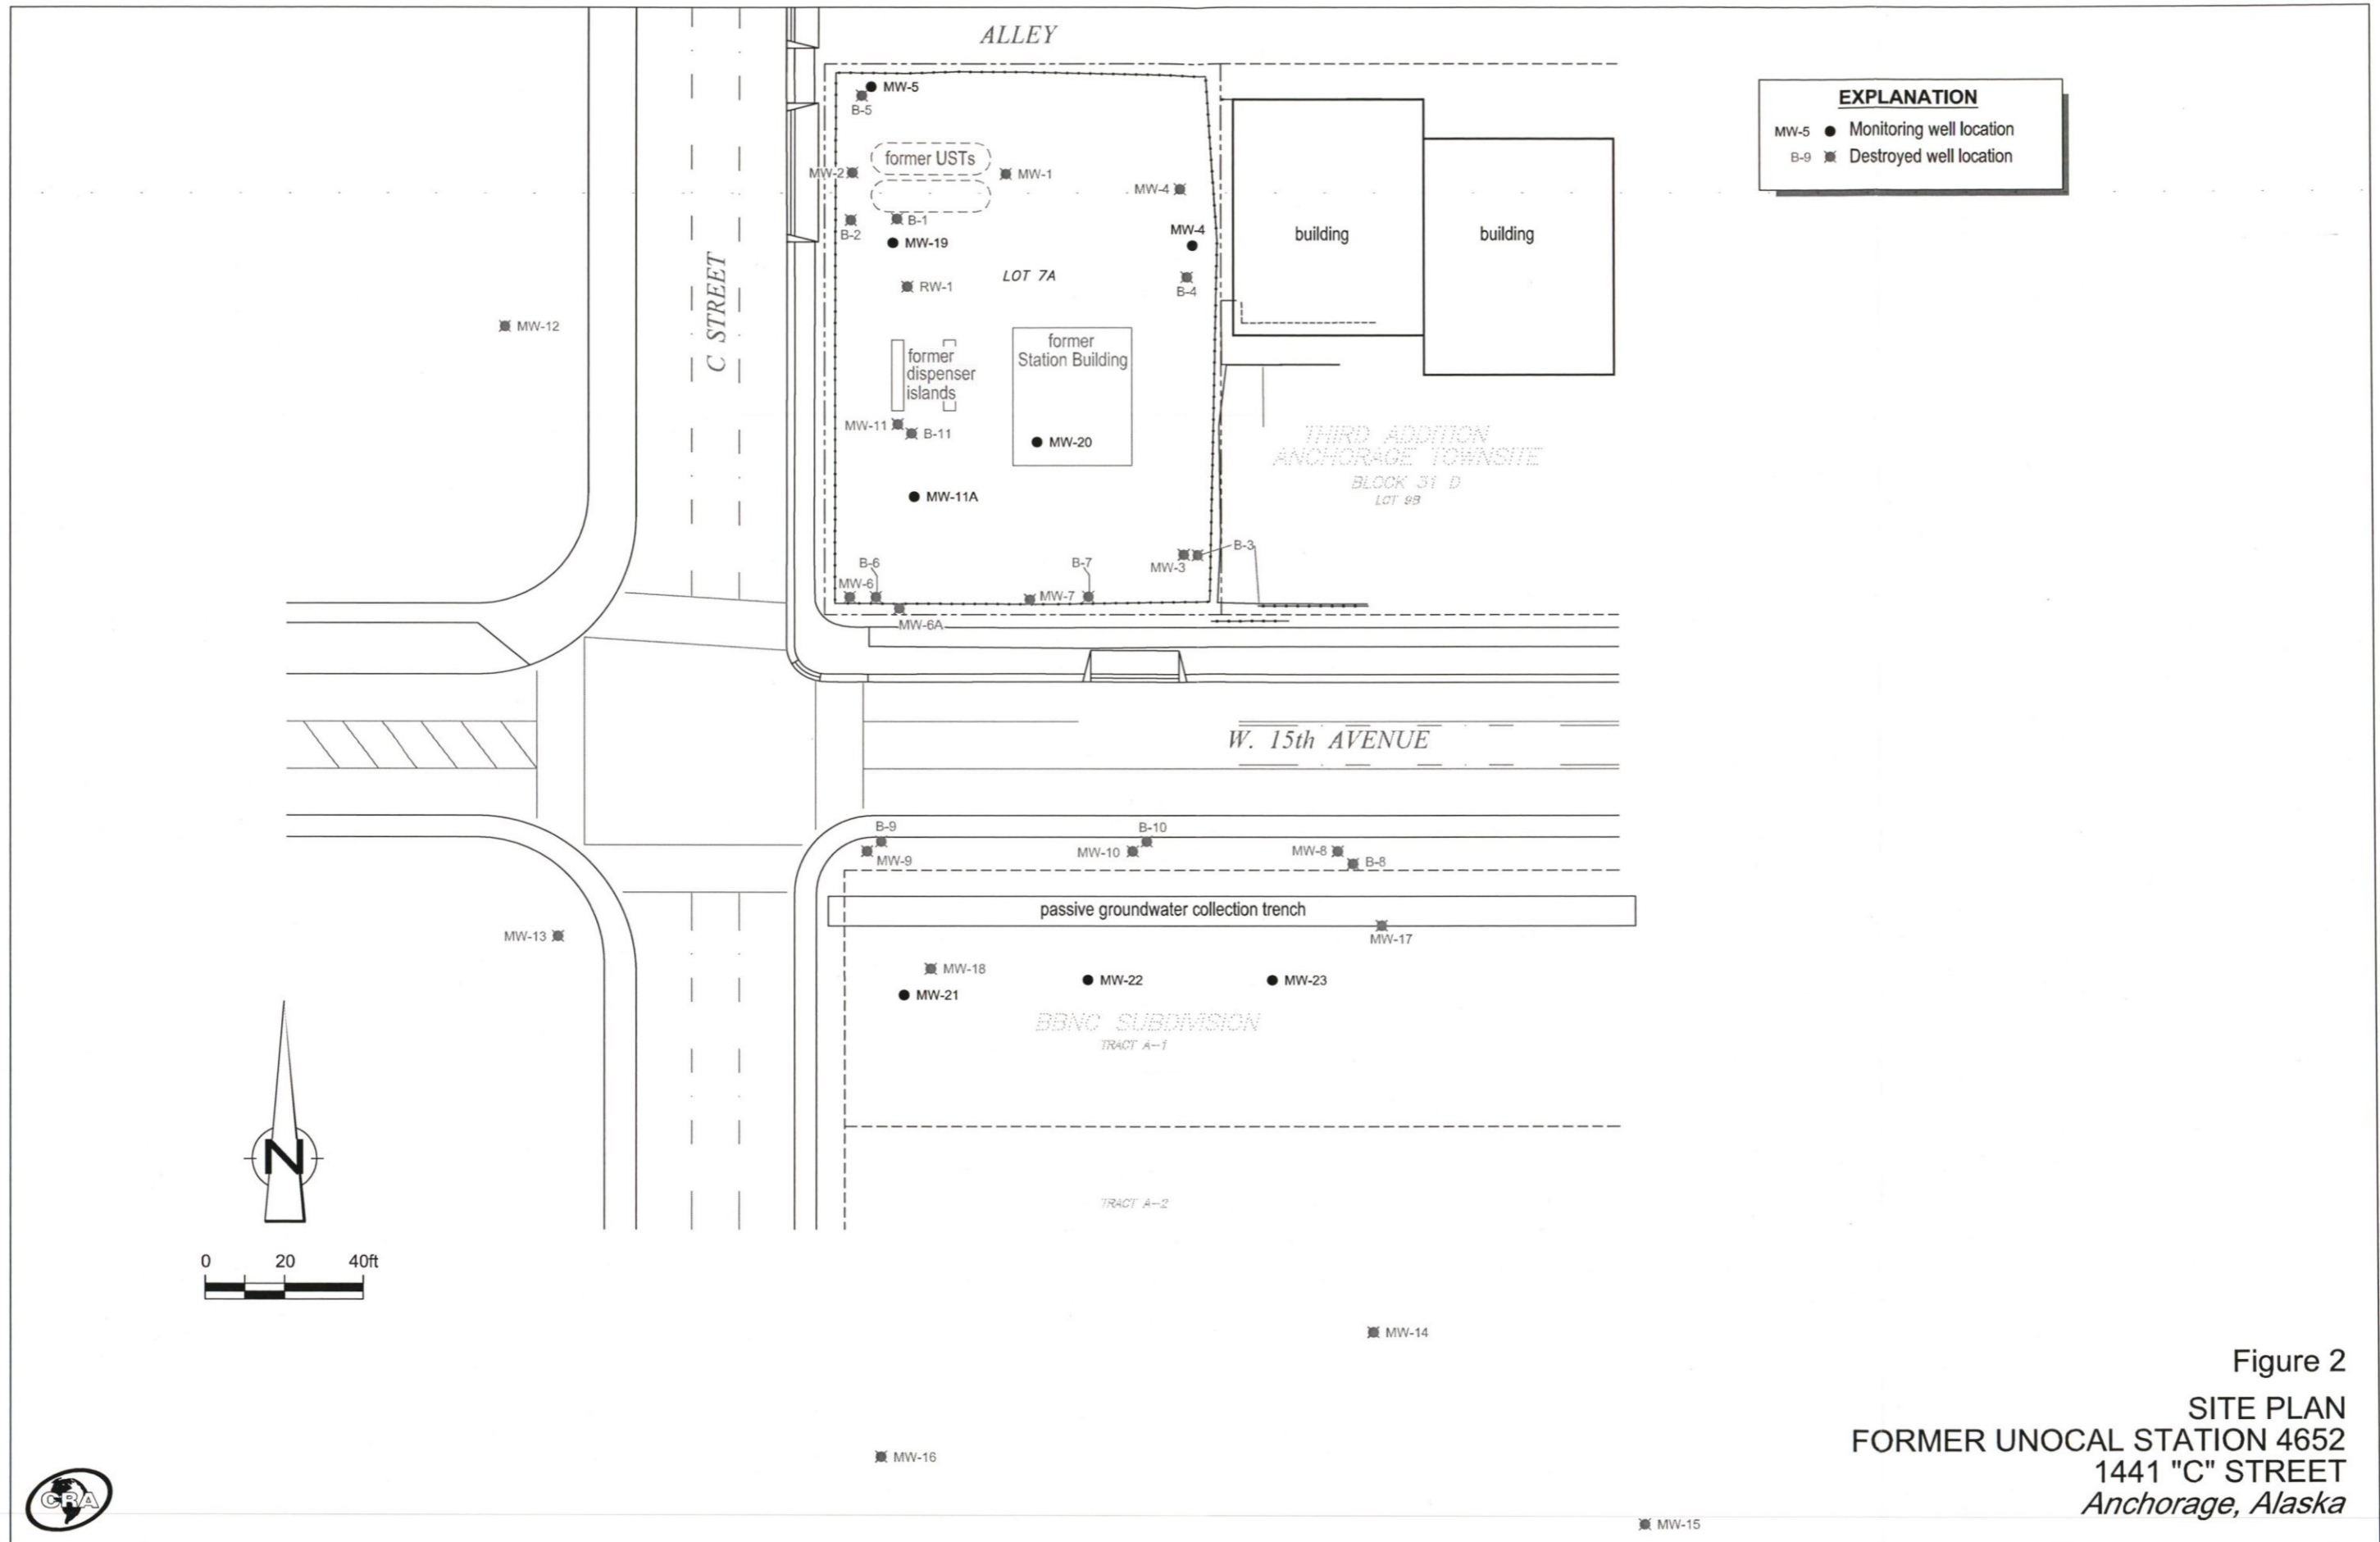 ALLEY
MW-5
B-5
former USTs
MW-2
MW-1
MW-4
B-2
B-1
MW-19
MW-4
RW-1
LOT 7A
B-4
building
building
EXPLANATION
MW-5 Monitoring well location
B-9 Destroyed well location
C STREET
MW-12
former
dispenser
islands
former
Station Building
MW-11
B-11
MW-20
MW-11A
THIRD ADDITION
ANCHORAGE TOWNSITE
BLOCK 31 D
LOT 9B
B-3
MW-3
B-6
MW-6
B-7
MW-7
MW-6A
W. 15th AVENUE
B-9
MW-9
B-10
MW-10
MW-8
B-8
passive groundwater collection trench
MW-17
MW-13
MW-18
MW-21
MW-22
MW-23
BBNC SUBDIVISION
TRACT A-1
TRACT A-2
N
0 20 40ft
MW-14
MW-16
MW-15
CRA
Figure 2
SITE PLAN
FORMER UNOCAL STATION 4652
1441 "C" STREET
Anchorage, Alaska